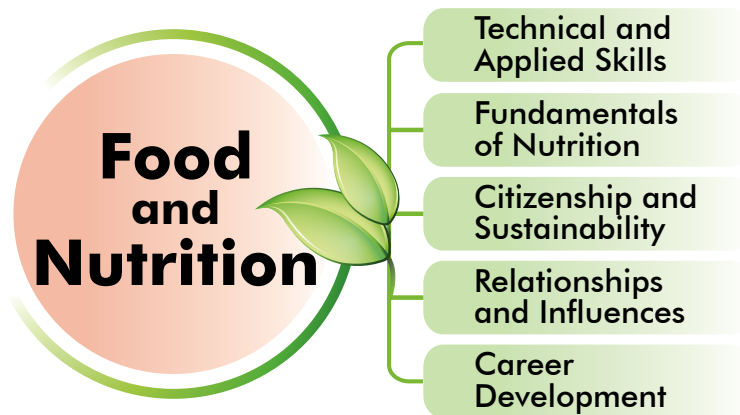 Food
and
Nutrition
Technical and
Applied Skills
Fundamentals
of Nutrition
Citizenship and
Sustainability
Relationships
and Influences
Career
Development